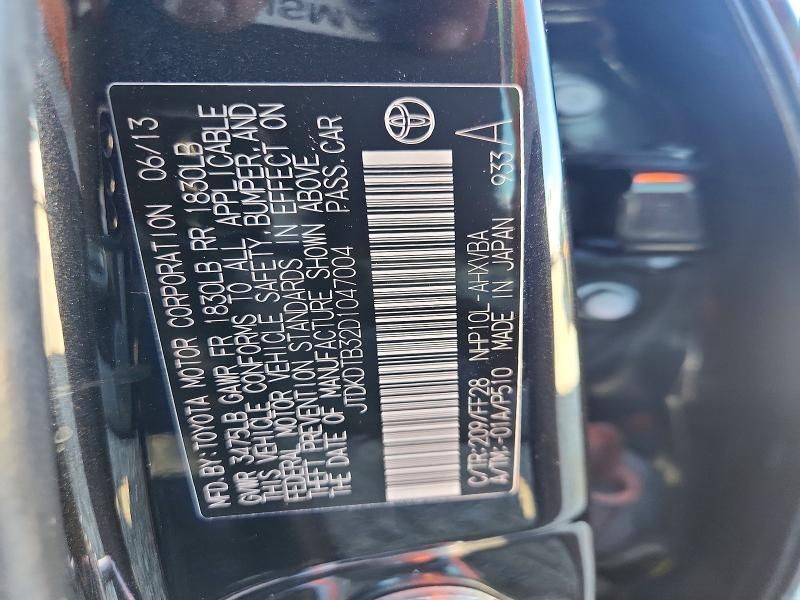 MFD. BY: TOYOTA MOTOR CORPORATION 06/13
GVWR 3475LB GAWR FR 1830LB RR 1830LB
THIS VEHICLE CONFORMS TO ALL APPLICABLE
FEDERAL MOTOR VEHICLE SAFETY, BUMPER, AND
THEFT PREVENTION STANDARDS IN EFFECT ON
THE DATE OF MANUFACTURE SHOWN ABOVE.
JTDKDTB32D1047004 PASS. CAR
C/TR: 209/FF28 NHP10L-AHXVBA 933 A
A/TM: -01A/P510 MADE IN JAPAN